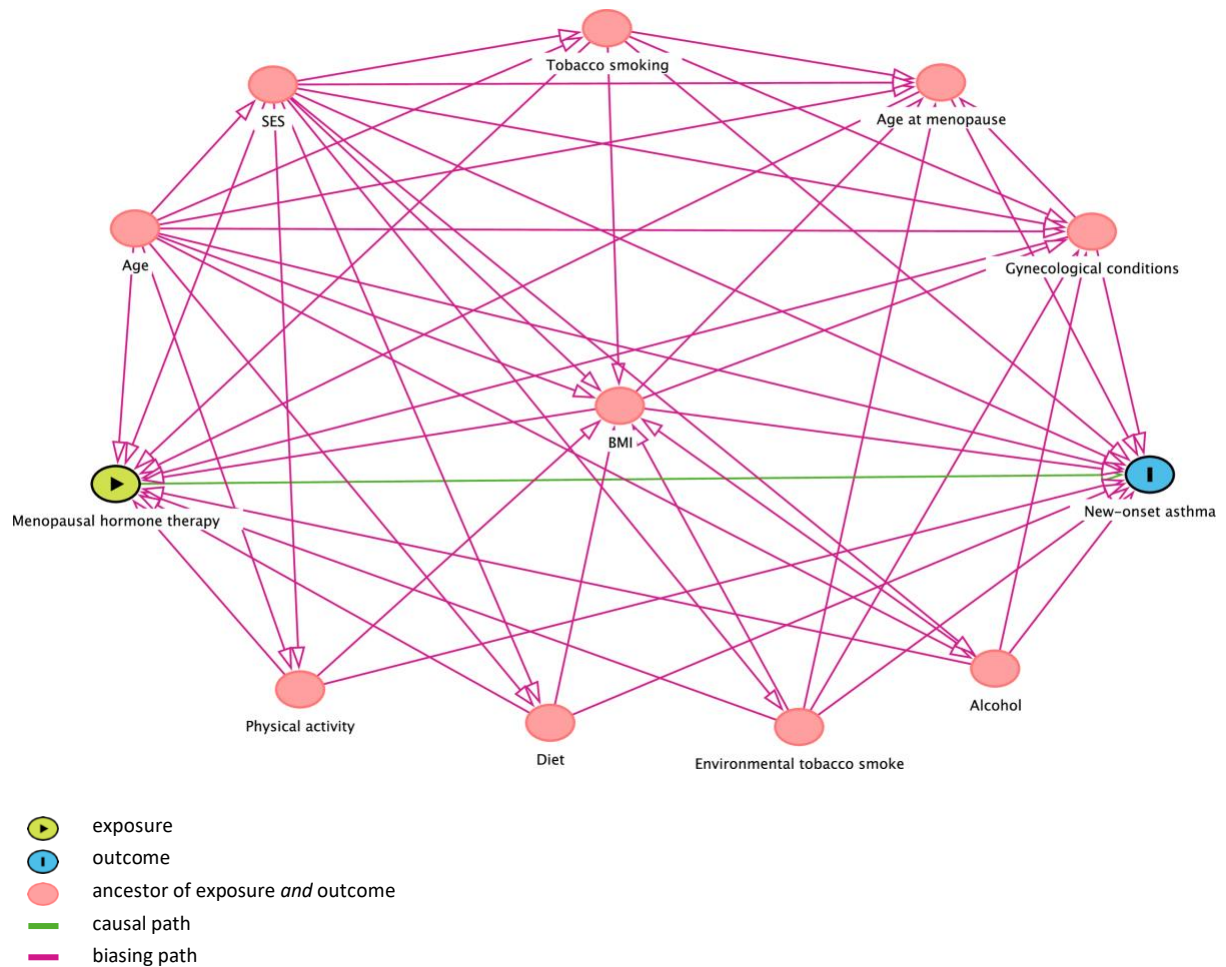 Tobacco smoking
SES
Age at menopause
Age
Gynecological conditions
BMI
Menopausal hormone therapy
New-onset asthma
Physical activity
Diet
Environmental tobacco smoke
Alcohol
exposure
outcome
ancestor of exposure and outcome
causal path
biasing path